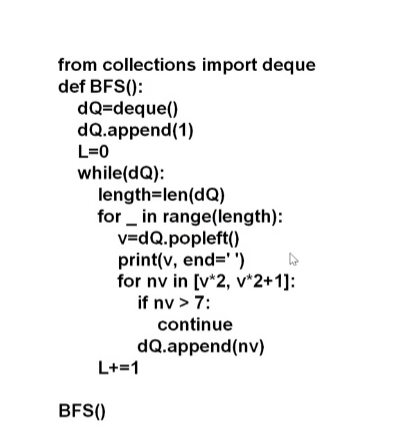 from collections import deque
def BFS():
  dQ=deque()
  dQ.append(1)
  L=0
  while(dQ):
    length=len(dQ)
    for _ in range(length):
      v=dQ.popleft()
      print(v, end=' ')
      for nv in [v*2, v*2+1]:
        if nv > 7:
          continue
        dQ.append(nv)
    L+=1

BFS()